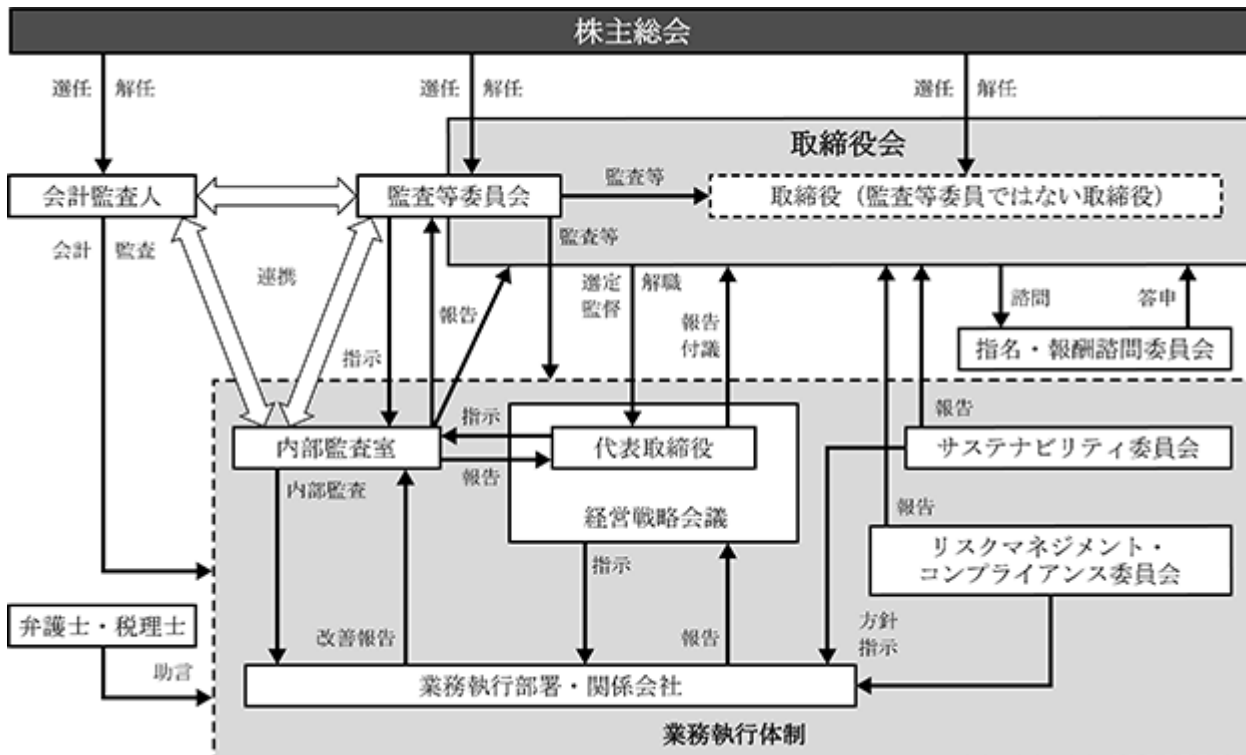 株主総会
選任 解任
選任 解任
選任 解任
取締役会
会計監査人
監査等委員会
監査等
取締役（監査等委員ではない取締役）
会計 監査
連携
監査等
報告
指示
選定 解職
監督
報告
付議
諮問
答申
指名・報酬諮問委員会
指示
報告
内部監査室
代表取締役
サステナビリティ委員会
内部監査
報告
経営戦略会議
報告
リスクマネジメント・
コンプライアンス委員会
指示
弁護士・税理士
助言
改善報告
報告
方針
指示
業務執行部署・関係会社
業務執行体制